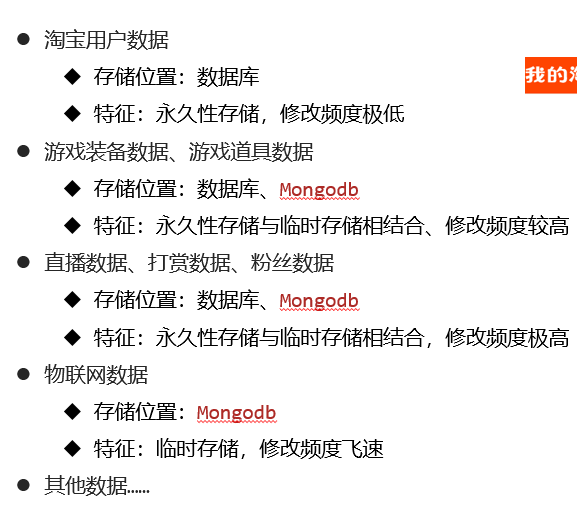 ● 淘宝用户数据
◆ 存储位置：数据库
◆ 特征：永久性存储，修改频度极低
● 游戏装备数据、游戏道具数据
◆ 存储位置：数据库、Mongodb
◆ 特征：永久性存储与临时存储相结合、修改频度较高
● 直播数据、打赏数据、粉丝数据
◆ 存储位置：数据库、Mongodb
◆ 特征：永久性存储与临时存储相结合，修改频度极高
● 物联网数据
◆ 存储位置：Mongodb
◆ 特征：临时存储，修改频度飞速
● 其他数据……
我的